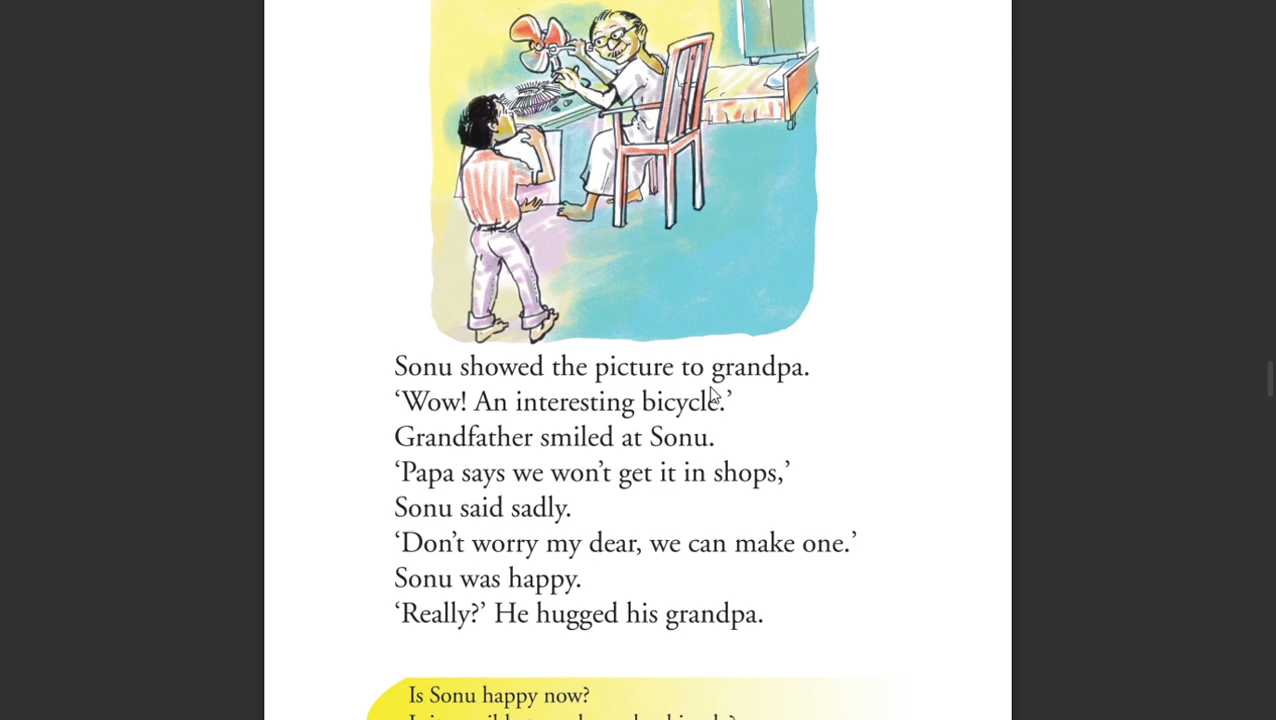 Sonu showed the picture to grandpa.
‘Wow! An interesting bicycle.’
Grandfather smiled at Sonu.
‘Papa says we won’t get it in shops,’
Sonu said sadly.
‘Don’t worry my dear, we can make one.’
Sonu was happy.
‘Really?’ He hugged his grandpa.
Is Sonu happy now?